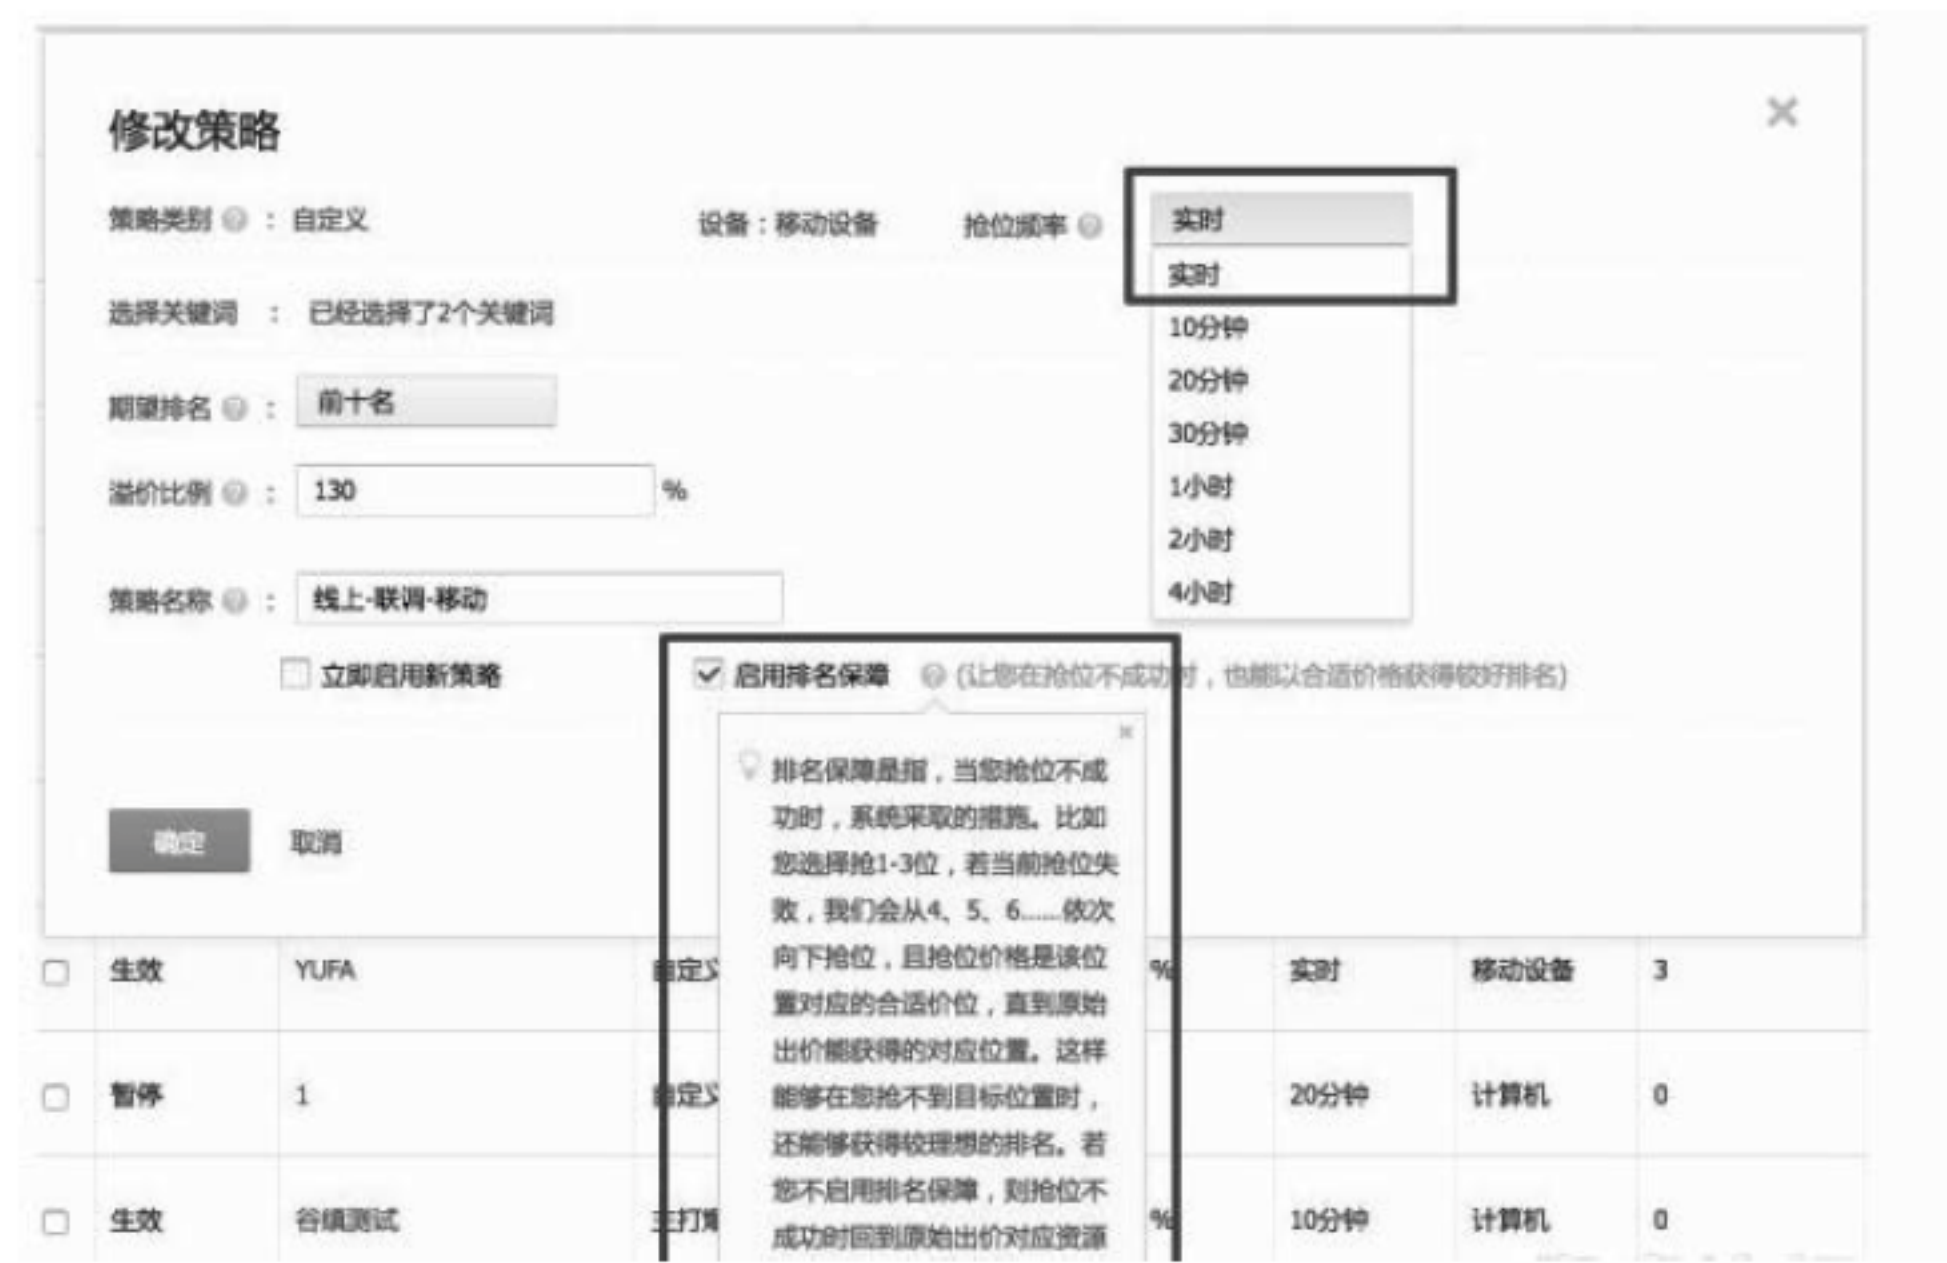 修改策略
策略类别 : 自定义 设备：移动设备 抢位频率 实时
实时
选择关键词 : 已经选择了2个关键词
10分钟
20分钟
期望排名 : 前十名
30分钟
溢价比例 : 130 %
1小时
2小时
策略名称 : 线上-联调-移动
4小时
立即启用新策略 启用排名保障 (让您在抢位不成功时，也能以合适价格获得较好排名)
排名保障是指，当您抢位不成
功时，系统采取的措施。比如
您选择抢1-3位，若当前抢位失
败，我们会从4、5、6......依次
向下抢位，且抢位价格是该位
置对应的合适价位，直到原始
出价能获得的对应位置。这样
能够在您抢不到目标位置时，
还能够获得较理想的排名。若
您不启用排名保障，则抢位不
成功时回到原始出价对应资源
确定 取消
生效 YUFA 自定义 % 实时 移动设备 3
暂停 1 自定义 20分钟 计算机 0
生效 谷缜测试 主打 % 10分钟 计算机 0